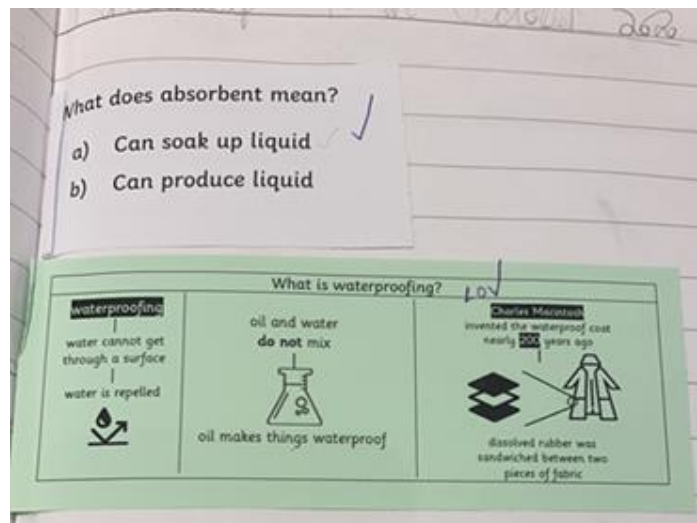 2020
What does absorbent mean?
a) Can soak up liquid
b) Can produce liquid
What is waterproofing?
waterproofing
water cannot get
through a surface
water is repelled
oil and water
do not mix
oil makes things waterproof
Charles Macintosh
invented the waterproof coat
nearly 200 years ago
dissolved rubber was
sandwiched between two
pieces of fabric